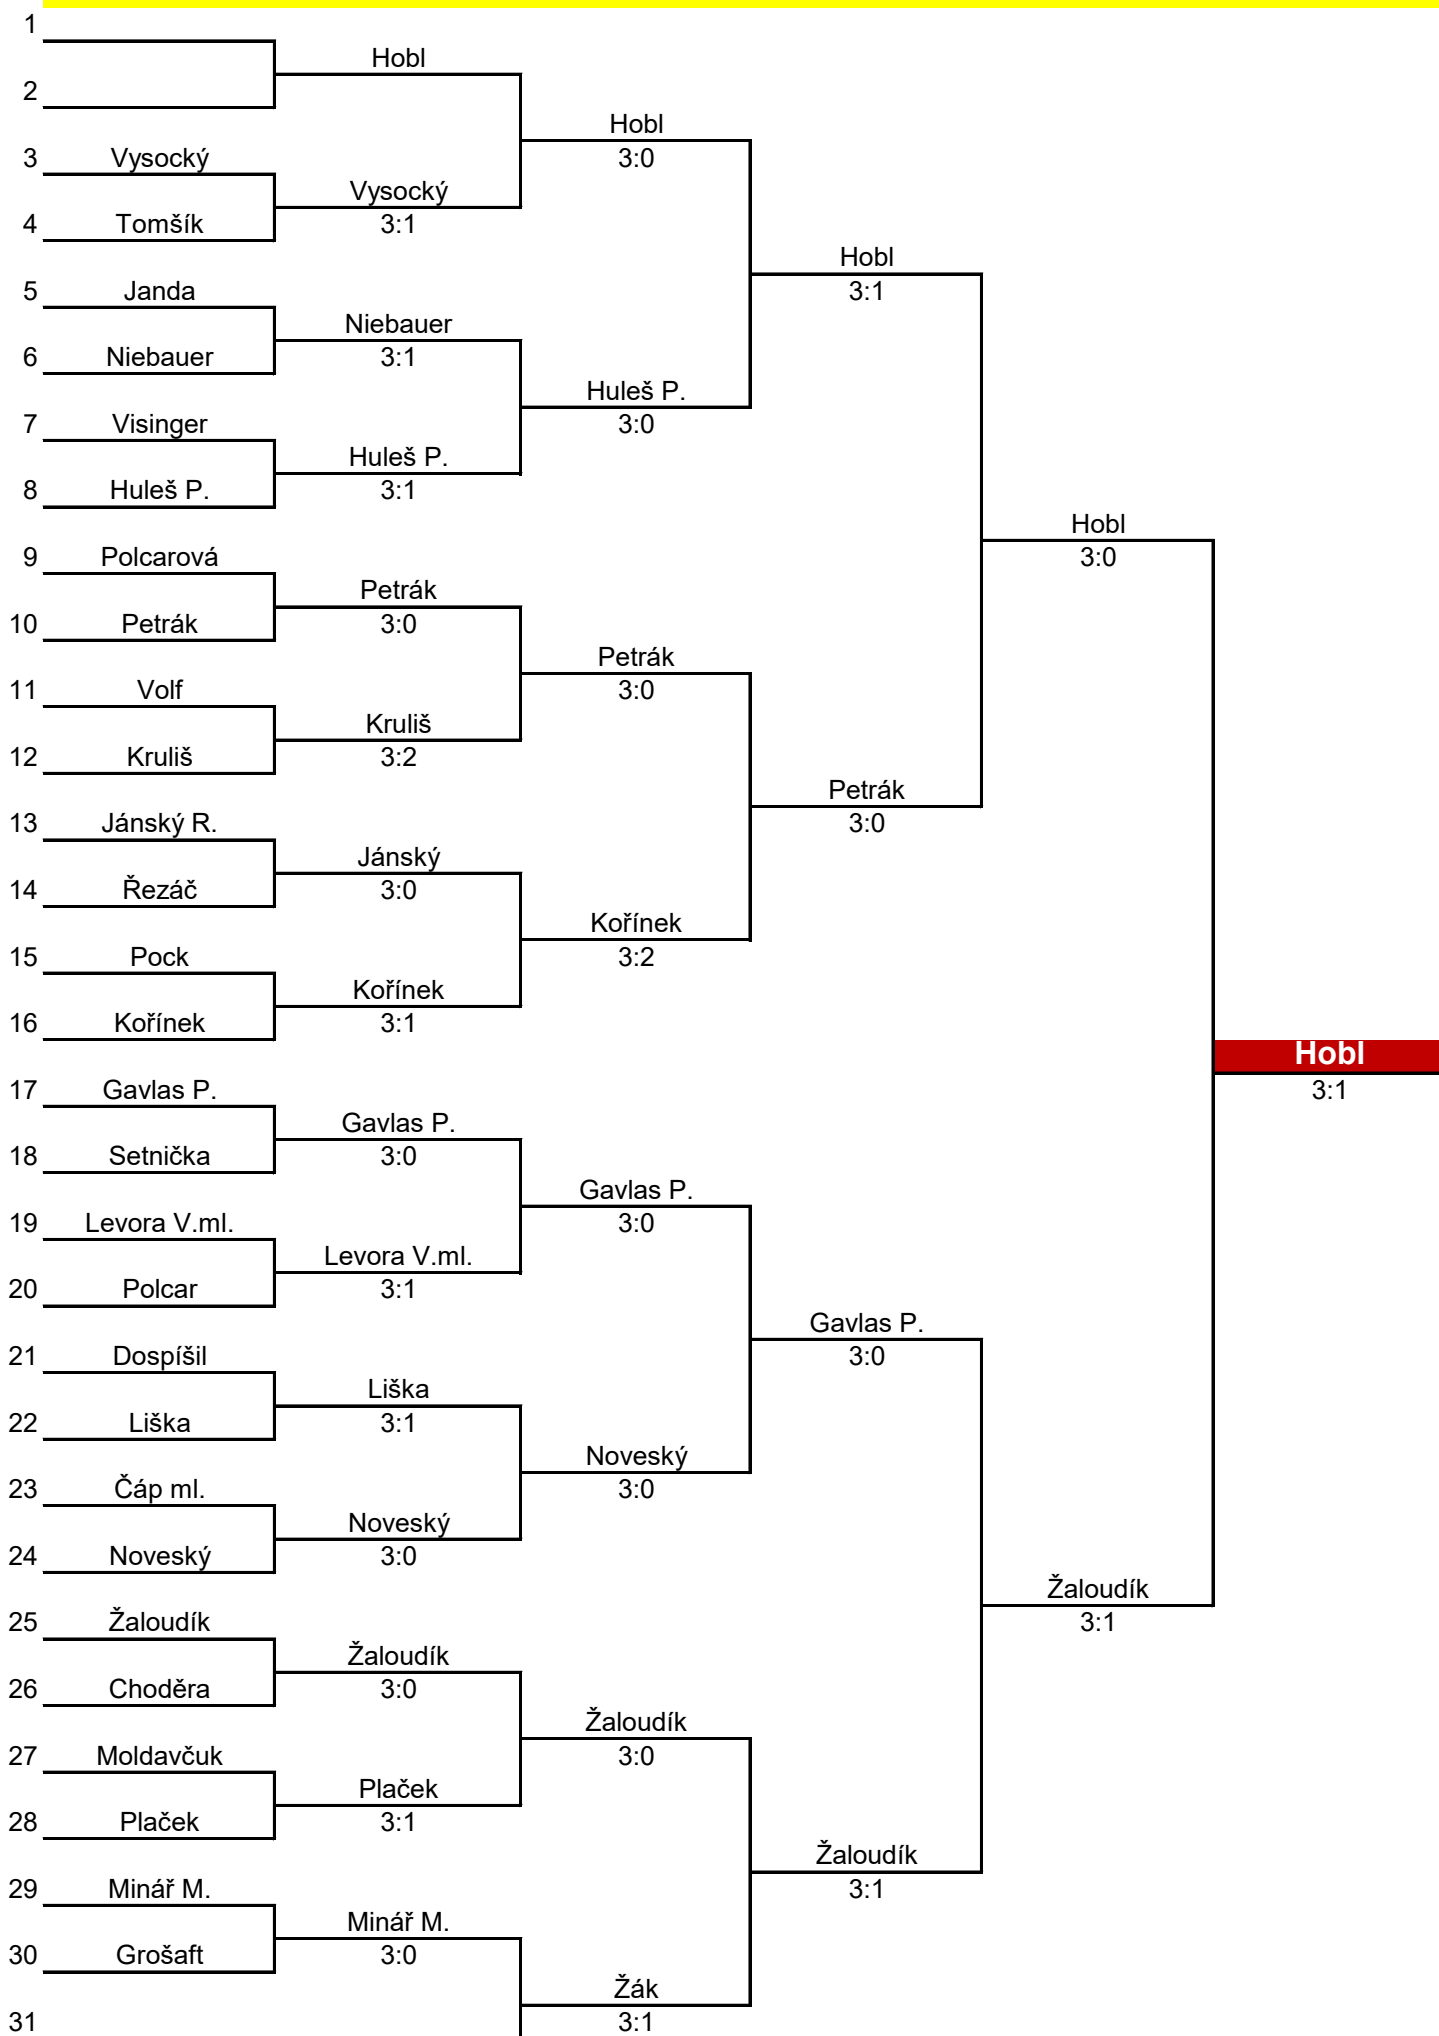 1
Hobl
2
Hobl
3 Vysocký 3:0
Vysocký
4 Tomšík 3:1
Hobl
5 Janda 3:1
Niebauer
6 Niebauer 3:1
Huleš P.
7 Visinger 3:0
Huleš P.
8 Huleš P. 3:1
Hobl
9 Polcarová 3:0
Petrák
10 Petrák 3:0
Petrák
11 Volf 3:0
Kruliš
12 Kruliš 3:2
Petrák
13 Jánský R. 3:0
Jánský
14 Řezáč 3:0
Kořínek
15 Pock 3:2
Kořínek
16 Kořínek 3:1
Hobl
17 Gavlas P. 3:1
Gavlas P.
18 Setnička 3:0
Gavlas P.
19 Levora V.ml. 3:0
Levora V.ml.
20 Polcar 3:1
Gavlas P.
21 Dospíšil 3:0
Liška
22 Liška 3:1
Noveský
23 Čáp ml. 3:0
Noveský
24 Noveský 3:0
Žaloudík
25 Žaloudík 3:1
Žaloudík
26 Choděra 3:0
Žaloudík
27 Moldavčuk 3:0
Plaček
28 Plaček 3:1
Žaloudík
29 Minář M. 3:1
Minář M.
30 Grošaft 3:0
Žák
31 3:1